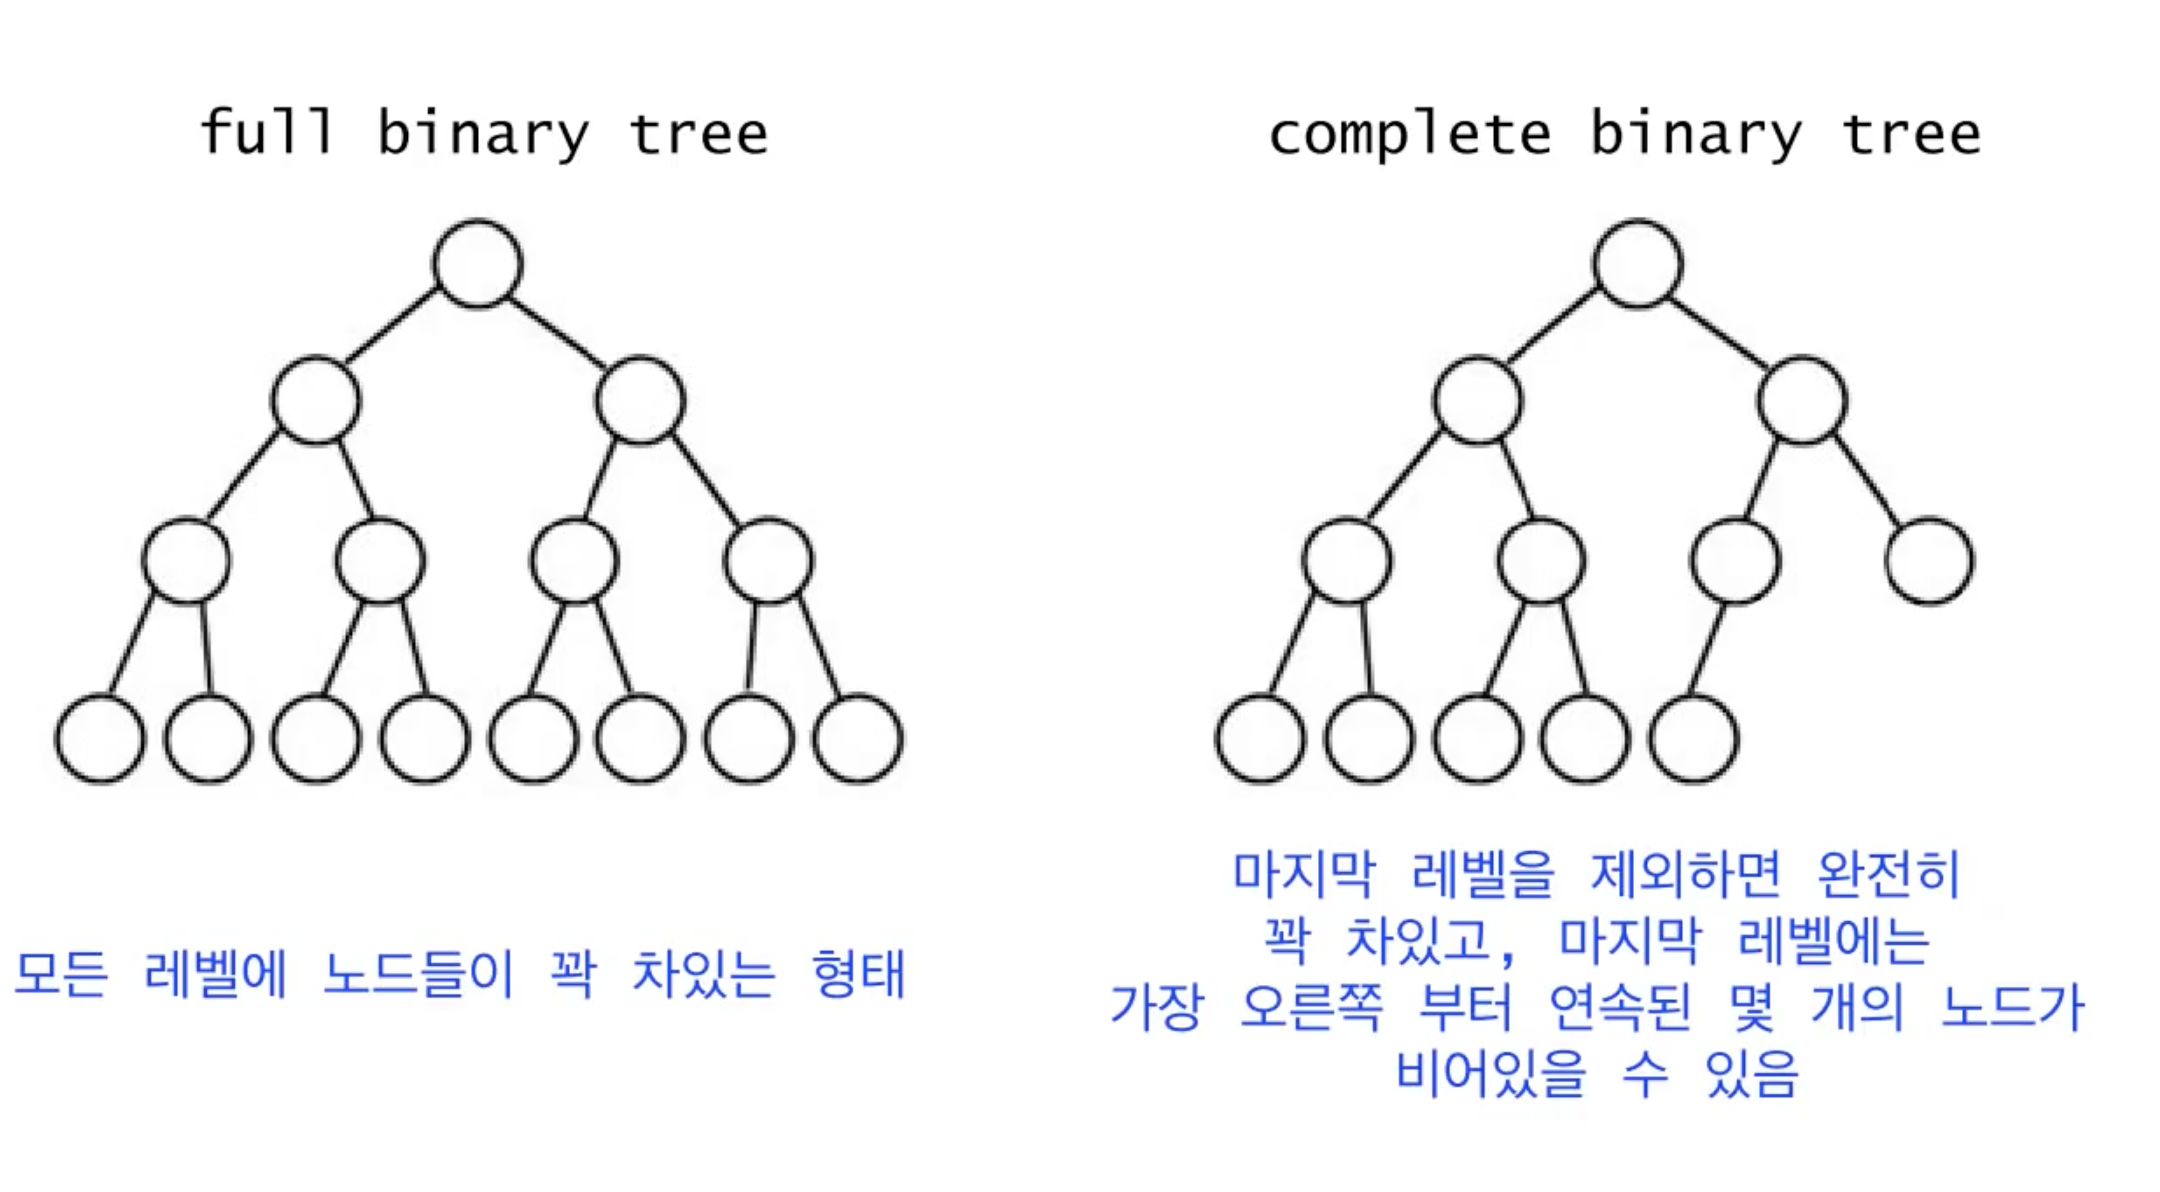 full binary tree
complete binary tree
모든 레벨에 노드들이 꽉 차있는 형태
마지막 레벨을 제외하면 완전히
꽉 차있고, 마지막 레벨에는
가장 오른쪽 부터 연속된 몇 개의 노드가
비어있을 수 있음